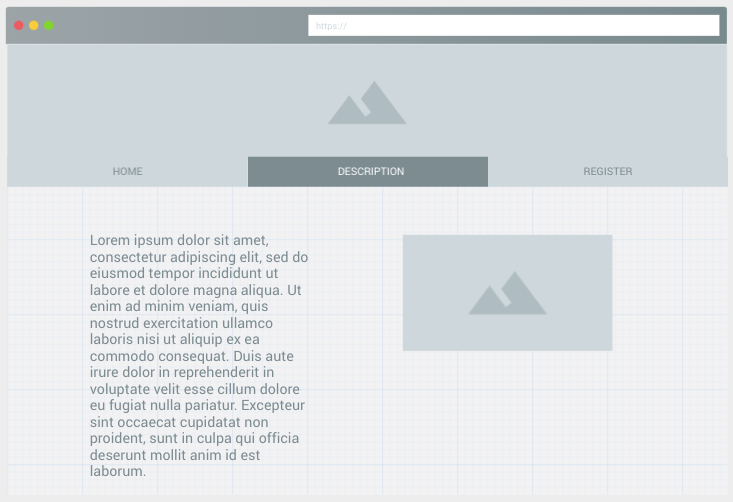 https://
HOME
DESCRIPTION
REGISTER
Lorem ipsum dolor sit amet,
consectetur adipiscing elit, sed do
eiusmod tempor incididunt ut
labore et dolore magna aliqua. Ut
enim ad minim veniam, quis
nostrud exercitation ullamco
laboris nisi ut aliquip ex ea
commodo consequat. Duis aute
irure dolor in reprehenderit in
voluptate velit esse cillum dolore
eu fugiat nulla pariatur. Excepteur
sint occaecat cupidatat non
proident, sunt in culpa qui officia
deserunt mollit anim id est
laborum.